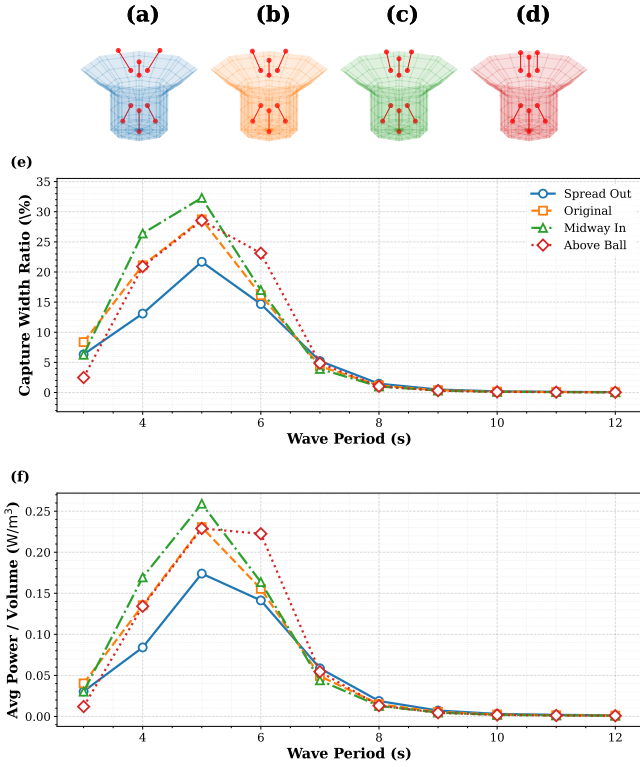 (a) (b) (c) (d)
(e)
35
30
25
20
15
10
5
0
Capture Width Ratio (\%)
Spread Out
Original
Midway In
Above Ball
4 6 8 10 12
Wave Period (s)
(f)
0.25
0.20
0.15
0.10
0.05
0.00
Avg Power / Volume (W/m³)
4 6 8 10 12
Wave Period (s)